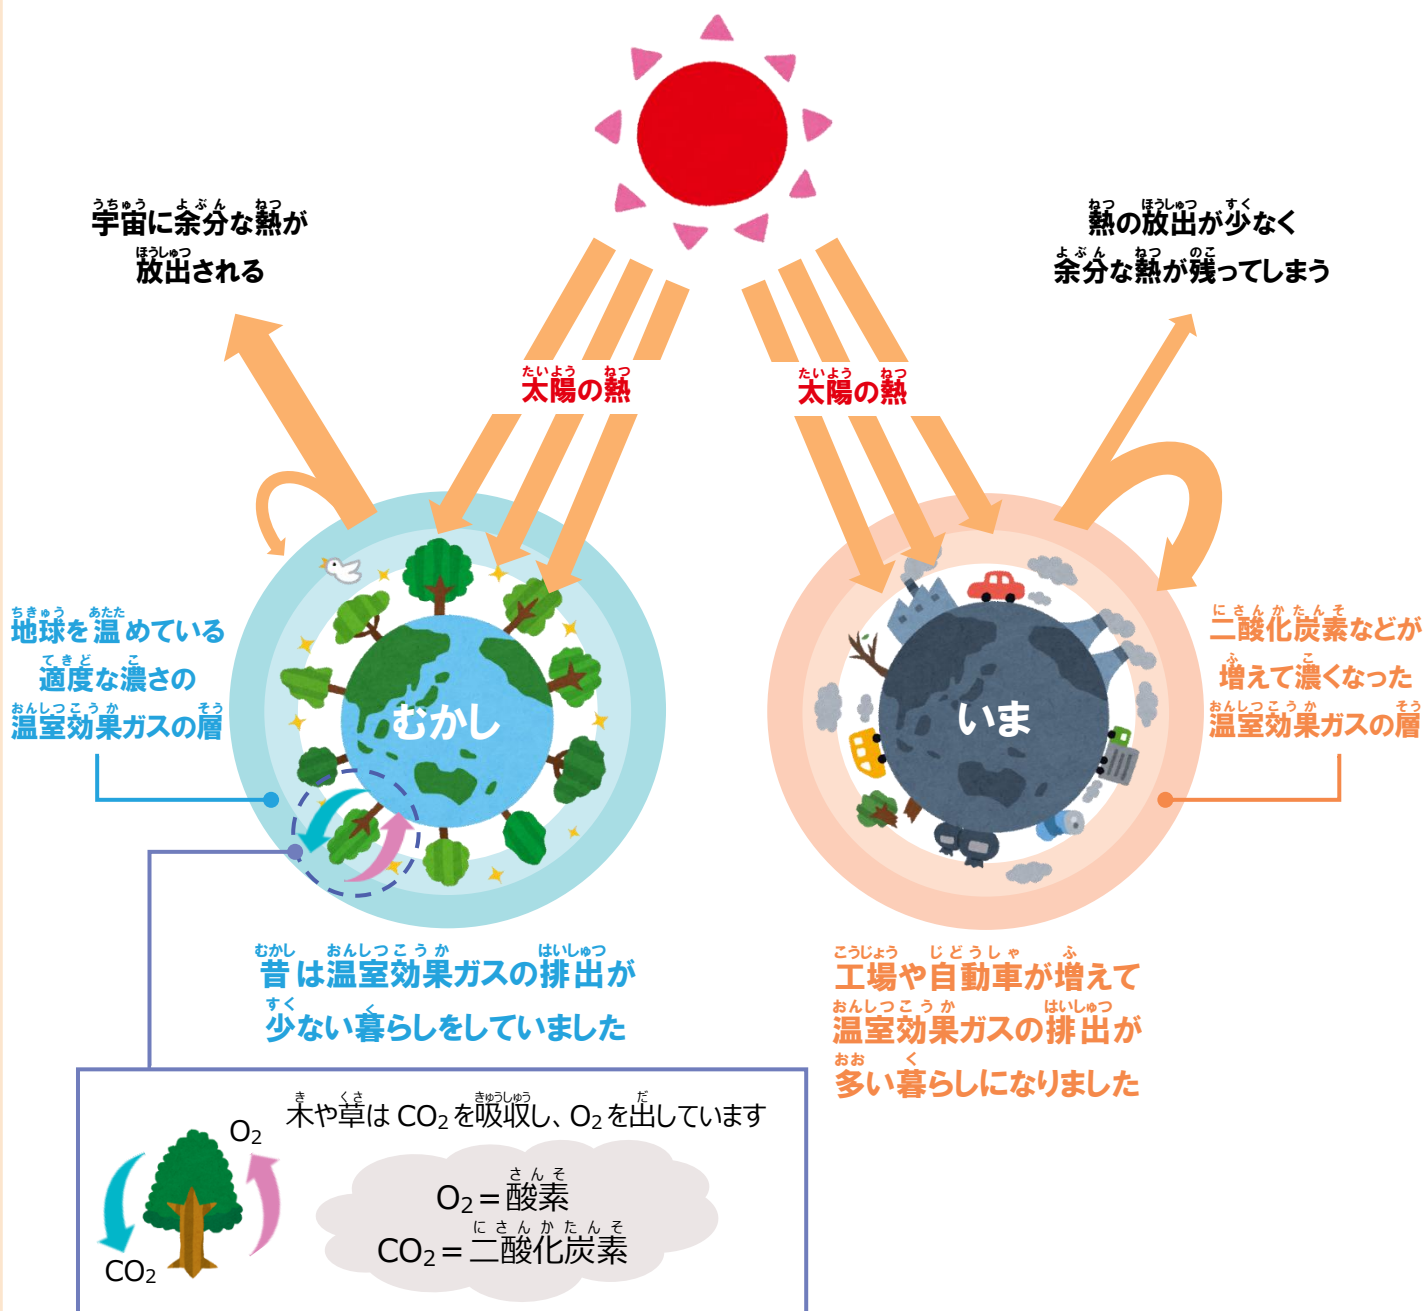 宇宙に余分な熱が
放出される
熱の放出が少なく
余分な熱が残ってしまう
太陽の熱
太陽の熱
地球を温めている
適度な濃さの
温室効果ガスの層
むかし
いま
二酸化炭素などが
増えて濃くなった
温室効果ガスの層
昔は温室効果ガスの排出が
少ない暮らしをしていました
工場や自動車が増えて
温室効果ガスの排出が
多い暮らしになりました
木や草は CO₂を吸収し、O₂を出しています
O₂
CO₂
O₂=酸素
CO₂=二酸化炭素